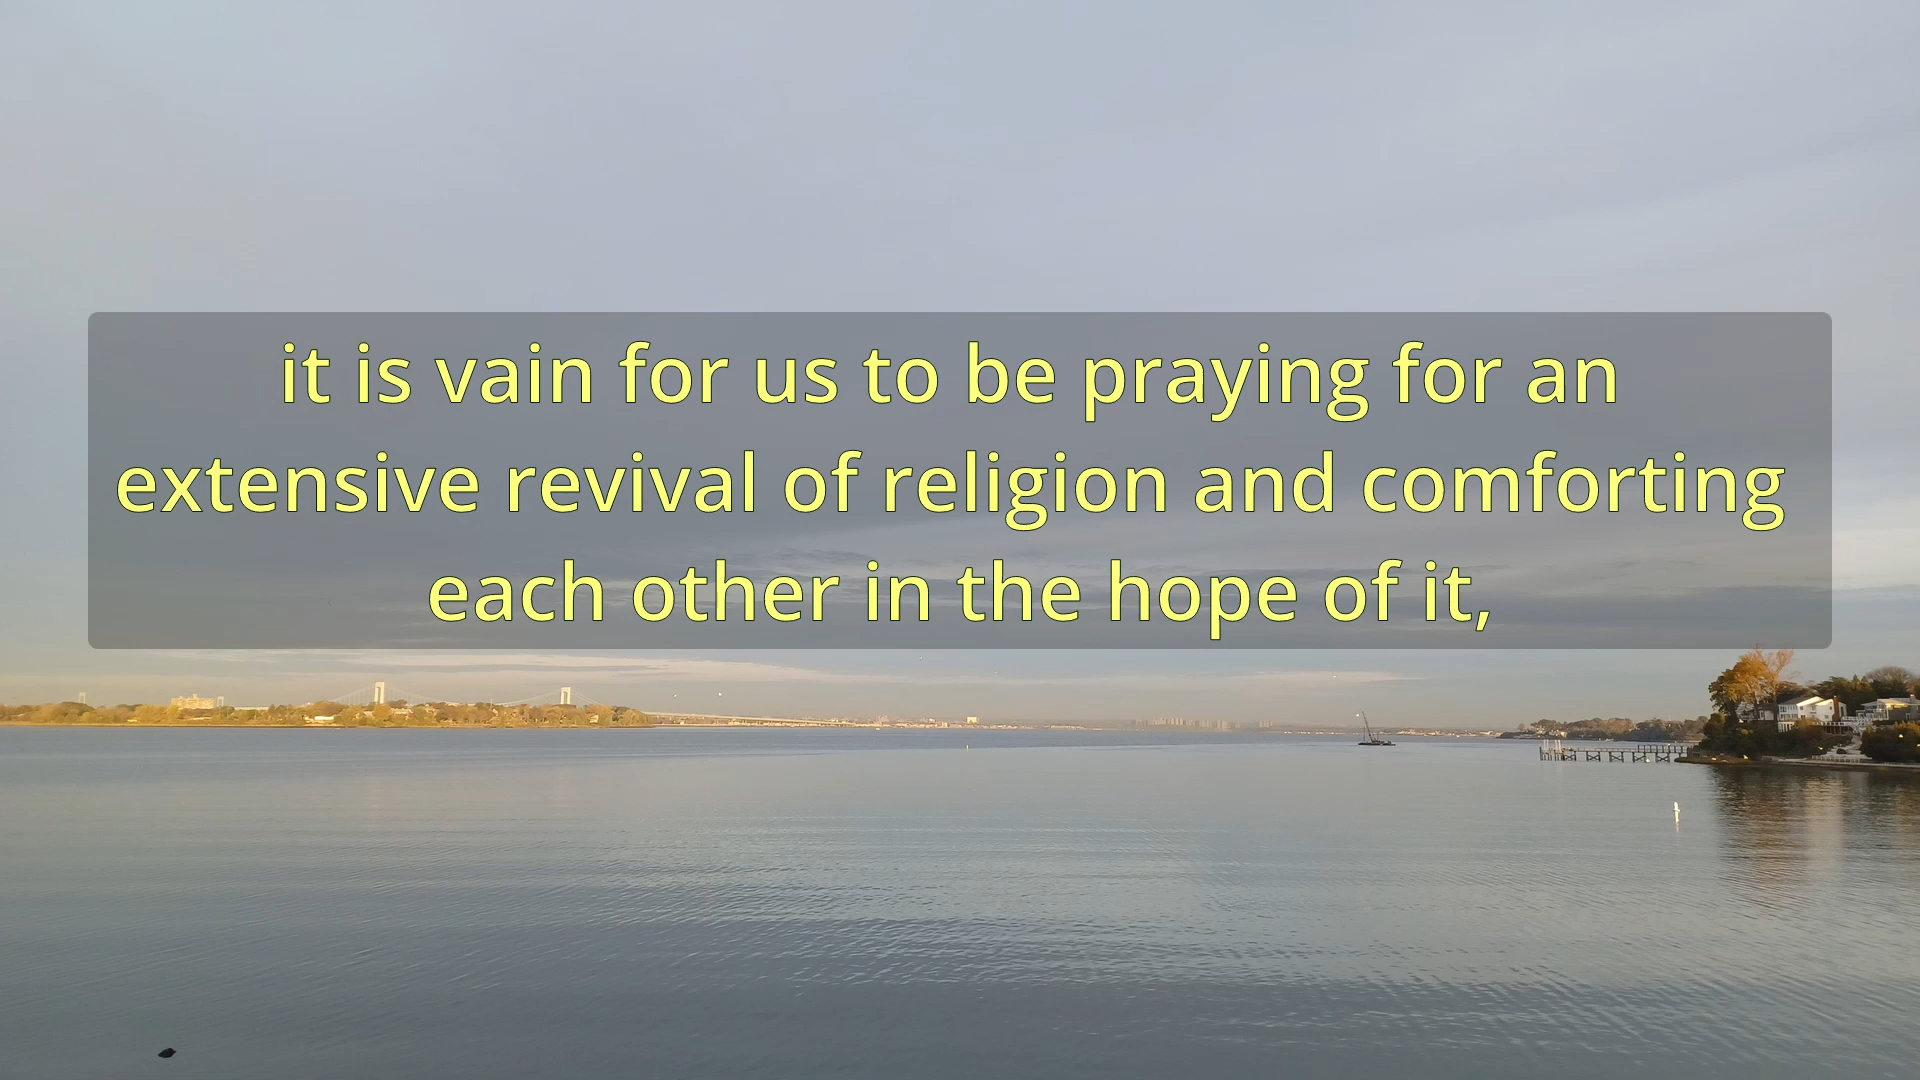 it is vain for us to be praying for an
extensive revival of religion and comforting
each other in the hope of it,